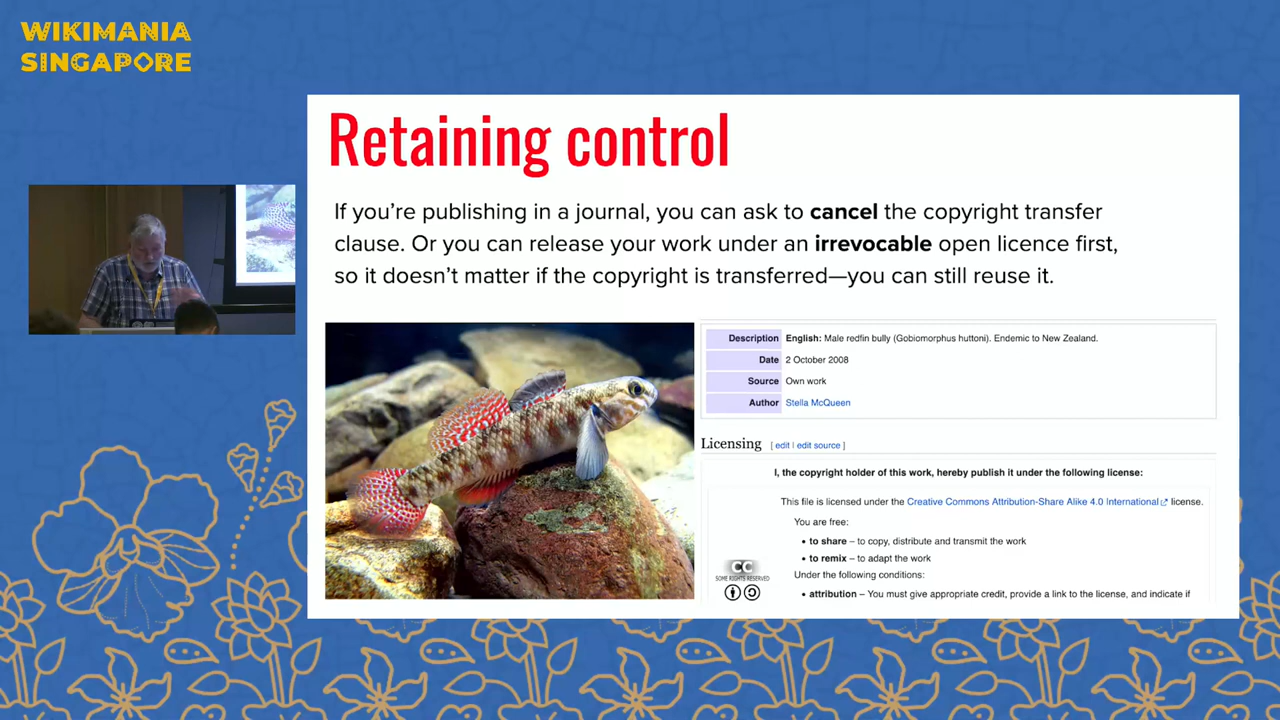 WIKIMANIA
SINGAPORE
Retaining control
If you’re publishing in a journal, you can ask to cancel the copyright transfer
clause. Or you can release your work under an irrevocable open licence first,
so it doesn’t matter if the copyright is transferred—you can still reuse it.
Description English: Male redfin bully (Gobiomorphus huttoni). Endemic to New Zealand.
Date 2 October 2008
Source Own work
Author Stella McQueen
Licensing [ edit | edit source ]
I, the copyright holder of this work, hereby publish it under the following license:
This file is licensed under the Creative Commons Attribution-Share Alike 4.0 International license.
You are free:
• to share – to copy, distribute and transmit the work
• to remix – to adapt the work
Under the following conditions:
• attribution – You must give appropriate credit, provide a link to the license, and indicate if
CC
SOME RIGHTS RESERVED